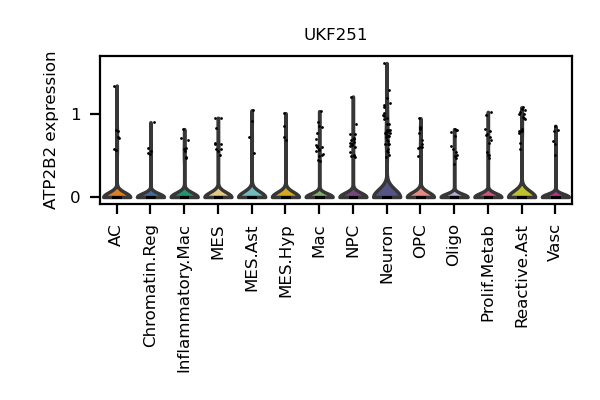 UKF251
ATP2B2 expression
1
0
AC
Chromatin.Reg
Inflammatory.Mac
MES
MES.Ast
MES.Hyp
Mac
NPC
Neuron
OPC
Oligo
Prolif.Metab
Reactive.Ast
Vasc